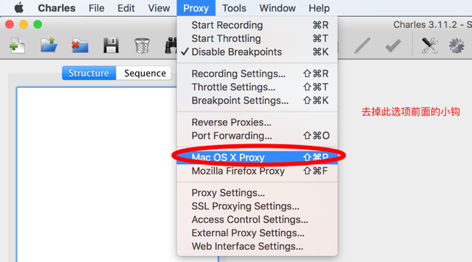 Charles File Edit View Proxy Tools Window Help
Charles 3.11.2
Structure Sequence
Start Recording ⌘R
Start Throttling ⌘T
✓ Disable Breakpoints ⌘K
Recording Settings... ⇧⌘R
Throttle Settings... ⇧⌘T
Breakpoint Settings... ⇧⌘K
Reverse Proxies...
Port Forwarding... ⇧⌘O
去掉此选项前面的小钩
Mac OS X Proxy ⇧⌘P
Mozilla Firefox Proxy ⇧⌘F
Proxy Settings...
SSL Proxying Settings...
Access Control Settings...
External Proxy Settings...
Web Interface Settings...